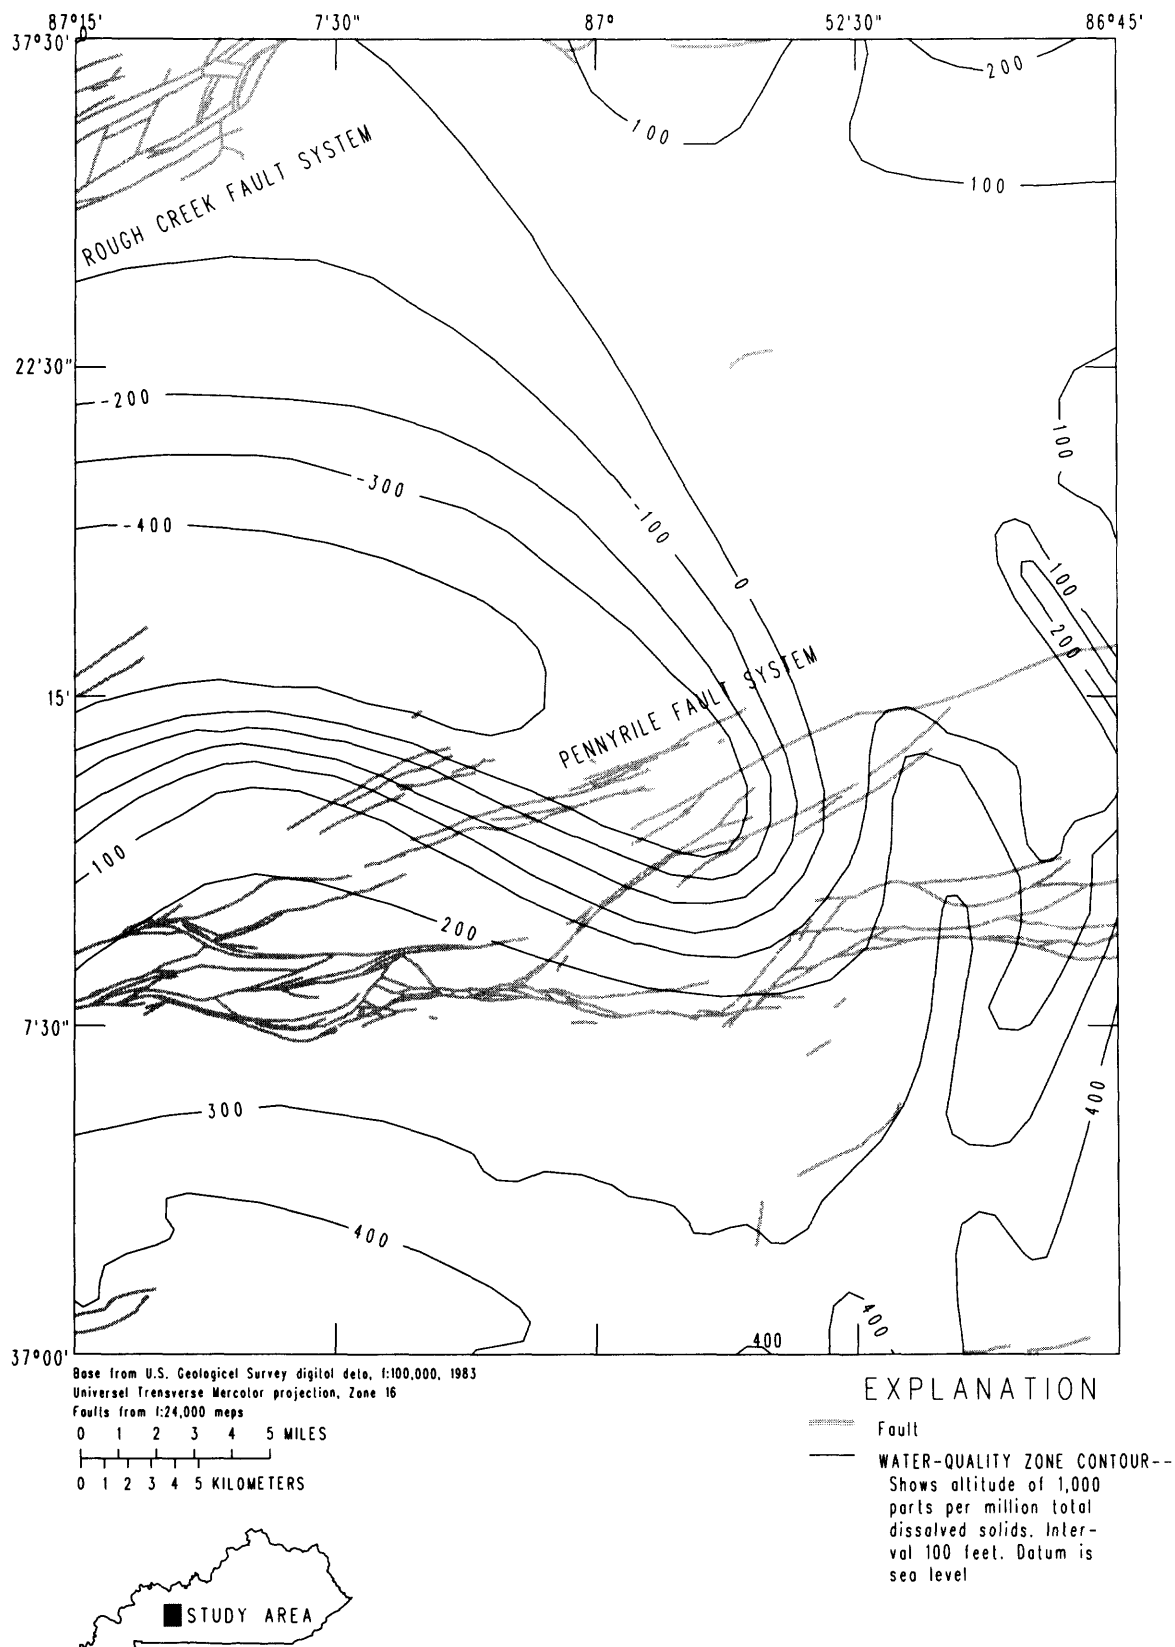 87°15'
7'30"
87°
52'30"
86°45'
37°30'
200
100
100
ROUGH CREEK FAULT SYSTEM
22'30"
-200
100
-300
-100
-400
0
100
200
15'
PENNYRILE FAULT SYSTEM
-100
200
7'30"
300
400
400
400
400
37°00'
Base from U.S. Geological Survey digital data, 1:100,000, 1983
Universal Transverse Mercator projection, Zone 16
Faults from 1:24,000 maps
0 1 2 3 4 5 MILES
0 1 2 3 4 5 KILOMETERS
EXPLANATION
Fault
WATER-QUALITY ZONE CONTOUR--
Shows altitude of 1,000
parts per million total
dissolved solids. Inter-
val 100 feet. Datum is
sea level
STUDY AREA